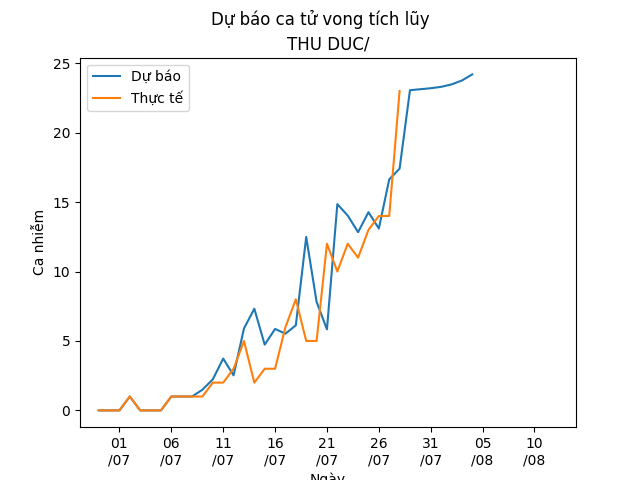 Dự báo ca tử vong tích lũy
THU DUC/
25
Dự báo
Thực tế
20
15
10
5
0
Ca nhiễm
01 06 11 16 21 26 31 05 10
/07 /07 /07 /07 /07 /07 /07 /08 /08
Ngày